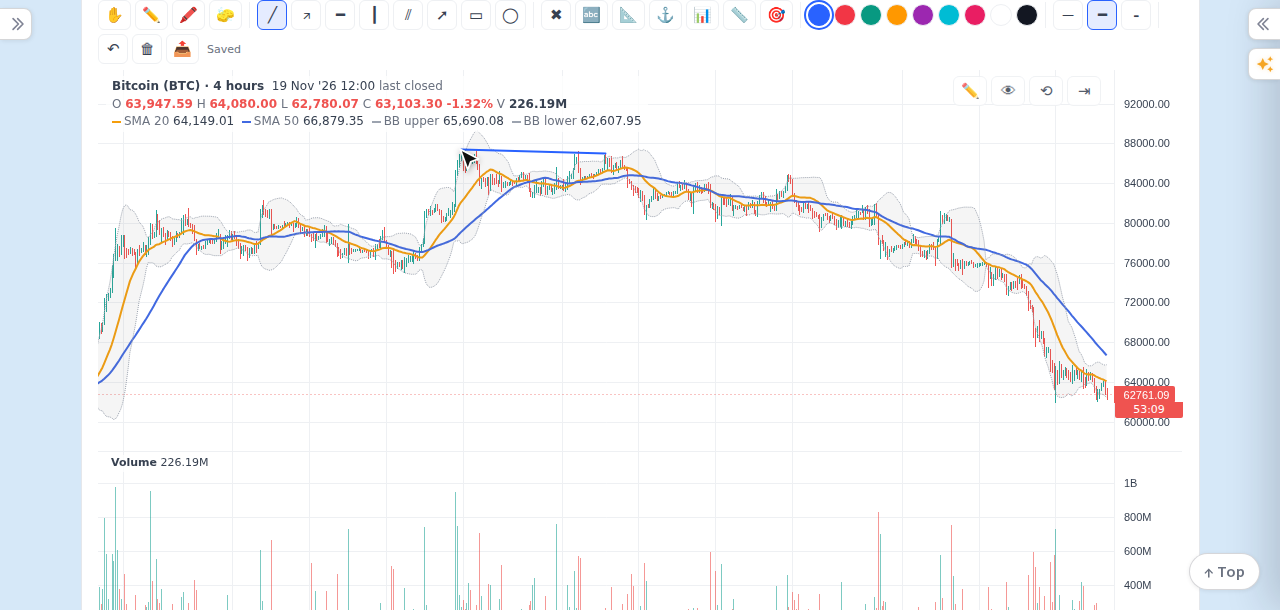 Saved
Bitcoin (BTC) · 4 hours 19 Nov '26 12:00 last closed
O 63,947.59 H 64,080.00 L 62,780.07 C 63,103.30 -1.32% V 226.19M
SMA 20 64,149.01 SMA 50 66,879.35 BB upper 65,690.08 BB lower 62,607.95
92000.00
88000.00
84000.00
80000.00
76000.00
72000.00
68000.00
64000.00
62761.09
53:09
60000.00
Volume 226.19M
1B
800M
600M
400M
↑ Top